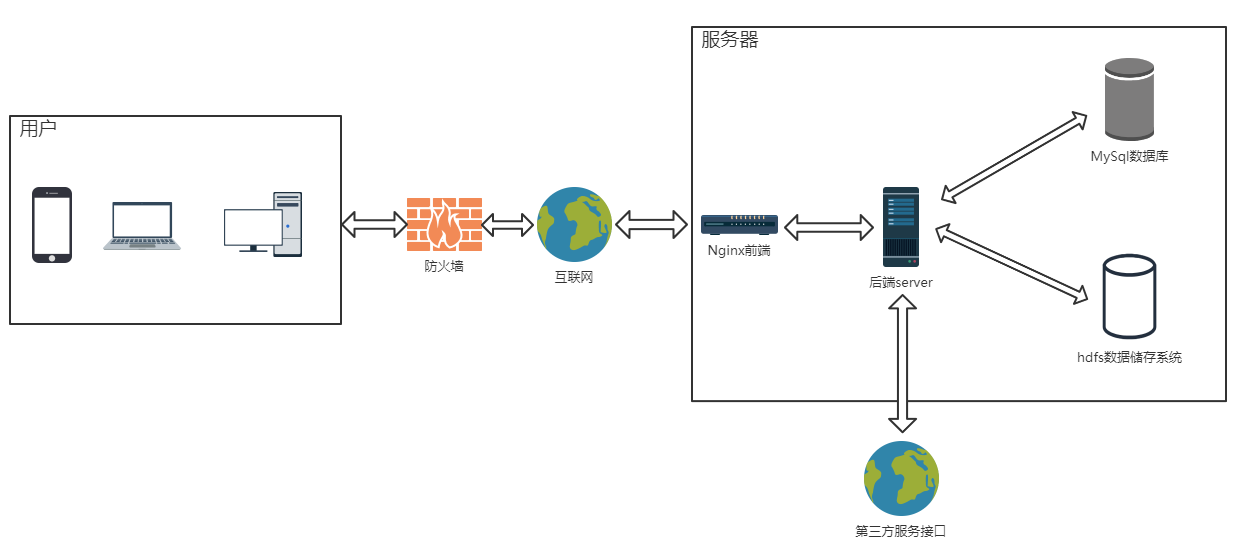 服务器
用户
MySql数据库
防火墙
互联网
Nginx前端
后端server
hdfs数据储存系统
第三方服务接口